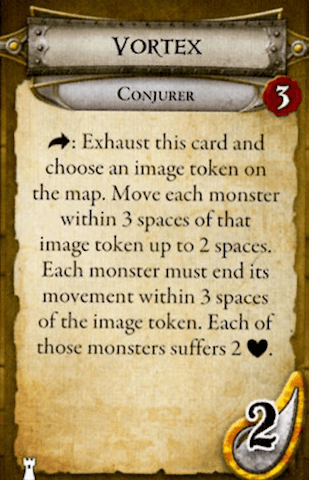 VORTEX
CONJURER
3
: Exhaust this card and
choose an image token on
the map. Move each monster
within 3 spaces of that
image token up to 2 spaces.
Each monster must end its
movement within 3 spaces
of the image token. Each of
those monsters suffers 2 ♥.
2